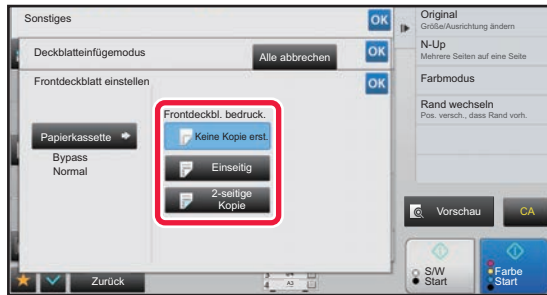 Sonstiges
OK
Deckblatteinfügemodus
Alle abbrechen
OK
Frontdeckblatt einstellen
OK
Frontdeckbl. bedruck.
Papierkassette
Bypass
Normal
Keine Kopie erst.
Einseitig
2-seitige
Kopie
Zurück
Original
Größe/Ausrichtung ändern
N-Up
Mehrere Seiten auf eine Seite
Farbmodus
Rand wechseln
Pos. versch., dass Rand vorh.
Vorschau
CA
S/W
Start
Farbe
Start